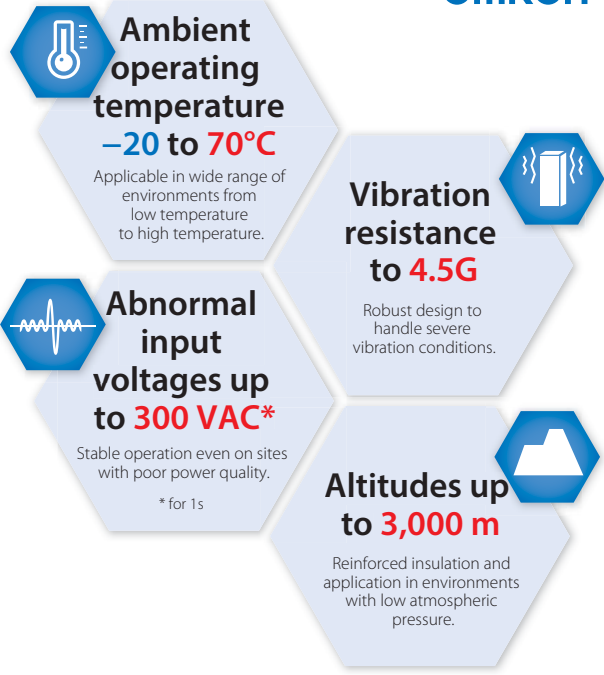 Ambient
operating
temperature
–20 to 70°C
Applicable in wide range of
environments from
low temperature
to high temperature.
Vibration
resistance
to 4.5G
Robust design to
handle severe
vibration conditions.
Abnormal
input
voltages up
to 300 VAC*
Stable operation even on sites
with poor power quality.
* for 1s
Altitudes up
to 3,000 m
Reinforced insulation and
application in environments
with low atmospheric
pressure.